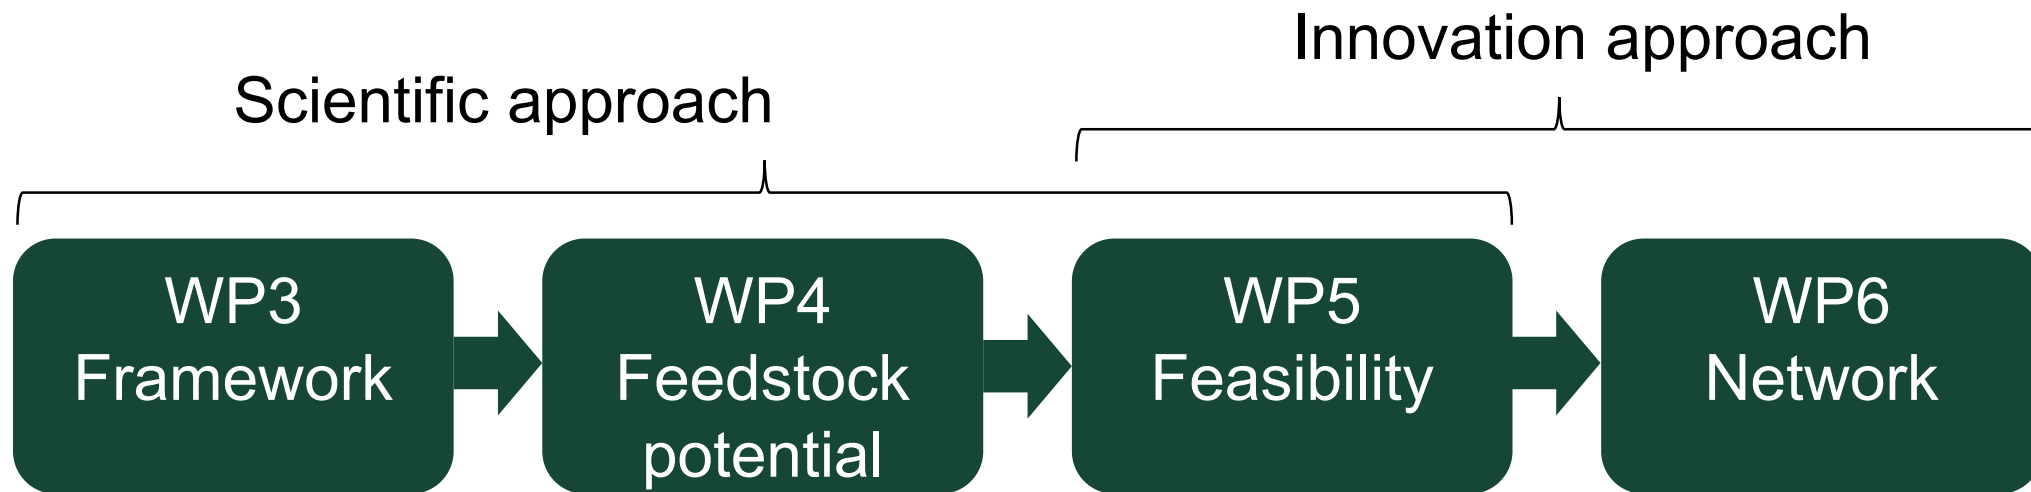 Innovation approach
Scientific approach
WP3
Framework
WP4
Feedstock
potential
WP5
Feasibility
WP6
Network